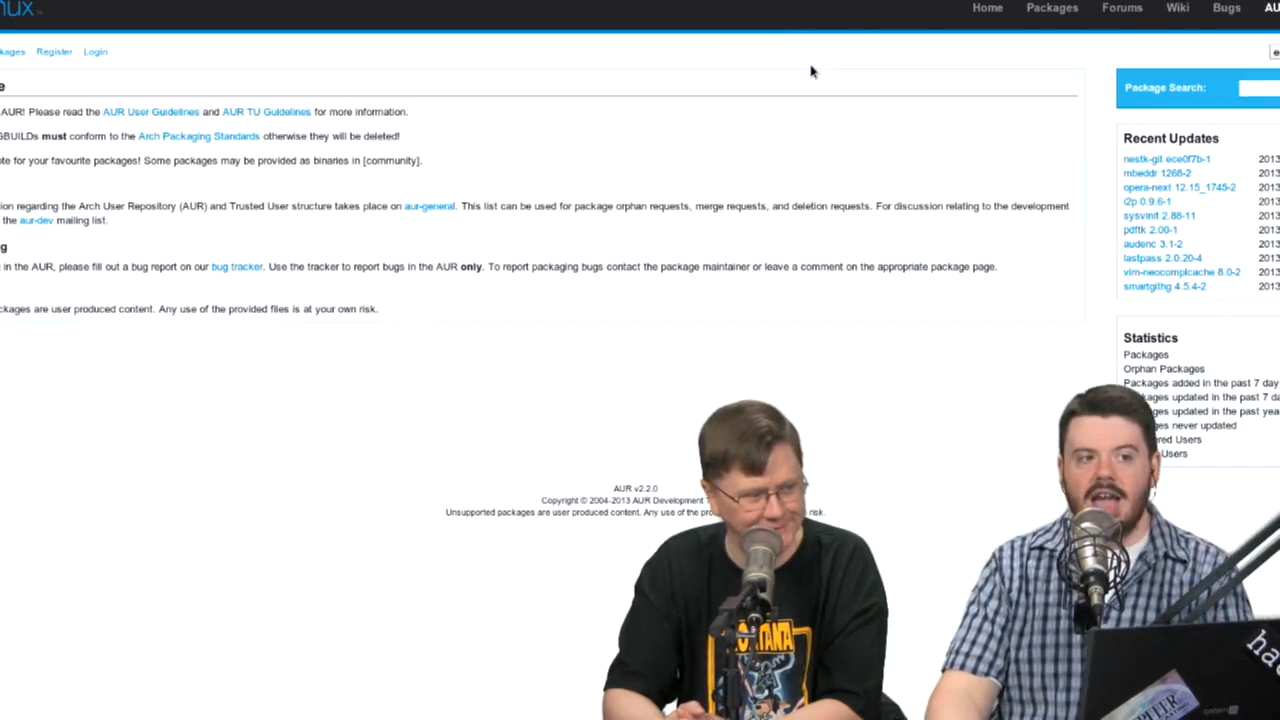 Home Packages Forums Wiki Bugs
Register Login
AUR! Please read the AUR User Guidelines and AUR TU Guidelines for more information.
must conform to the Arch Packaging Standards otherwise they will be deleted!
for your favourite packages! Some packages may be provided as binaries in [community].
regarding the Arch User Repository (AUR) and Trusted User structure takes place on aur-general. This list can be used for package orphan requests, merge requests, and deletion requests. For discussion relating to the development
the aur-dev mailing list.
in the AUR, please fill out a bug report on our bug tracker. Use the tracker to report bugs in the AUR only. To report packaging bugs contact the package maintainer or leave a comment on the appropriate package page.
are user produced content. Any use of the provided files is at your own risk.
Package Search:
Recent Updates
nestk-git ece0f7b-1 2013
mbeddr 1268-2 2013
opera-next 12.15_1745-2 2013
i2p 0.9.6-1 2013
sysvinit 2.88-11 2013
pdftk 2.00-1 2013
audenc 3.1-2 2013
lastpass 2.0.20-4 2013
vim-neocomplcache 8.0-2 2013
smartgithg 4.5.4-2 2013
Statistics
Packages
Orphan Packages
Packages added in the past 7 day
updated in the past 7
updated in the past yea
never updated
Users
Users
AUR v2.2.0
Copyright © 2004-2013 AUR Development
Unsupported packages are user produced content. Any use of the risk.